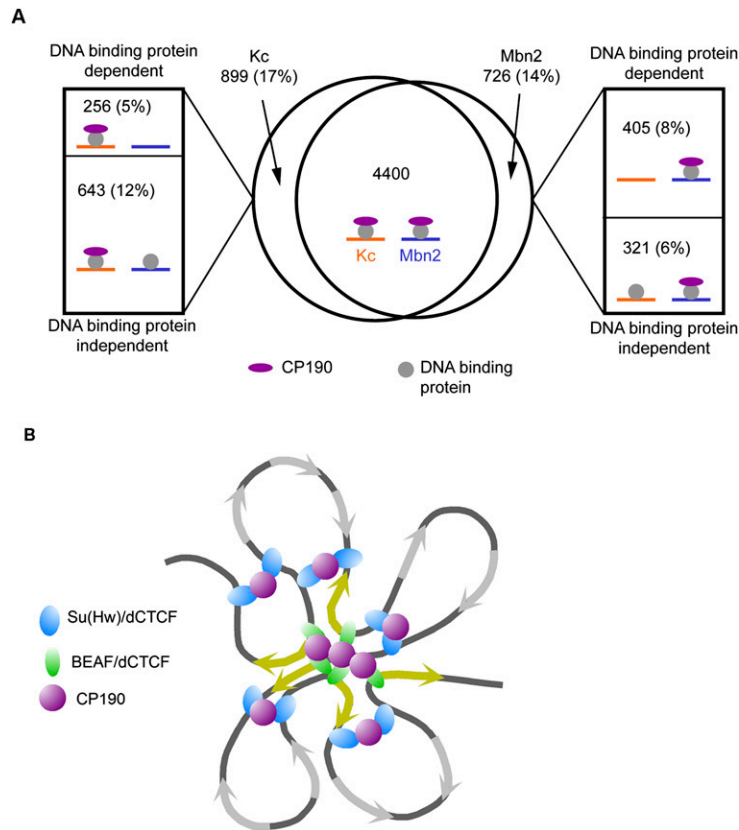 A
DNA binding protein
dependent
256 (5%)
643 (12%)
DNA binding protein
independent
Kc
899 (17%)
4400
Kc Mbn2
Mbn2
726 (14%)
DNA binding protein
dependent
405 (8%)
321 (6%)
DNA binding protein
independent
CP190
DNA binding
protein
B
Su(Hw)/dCTCF
BEAF/dCTCF
CP190